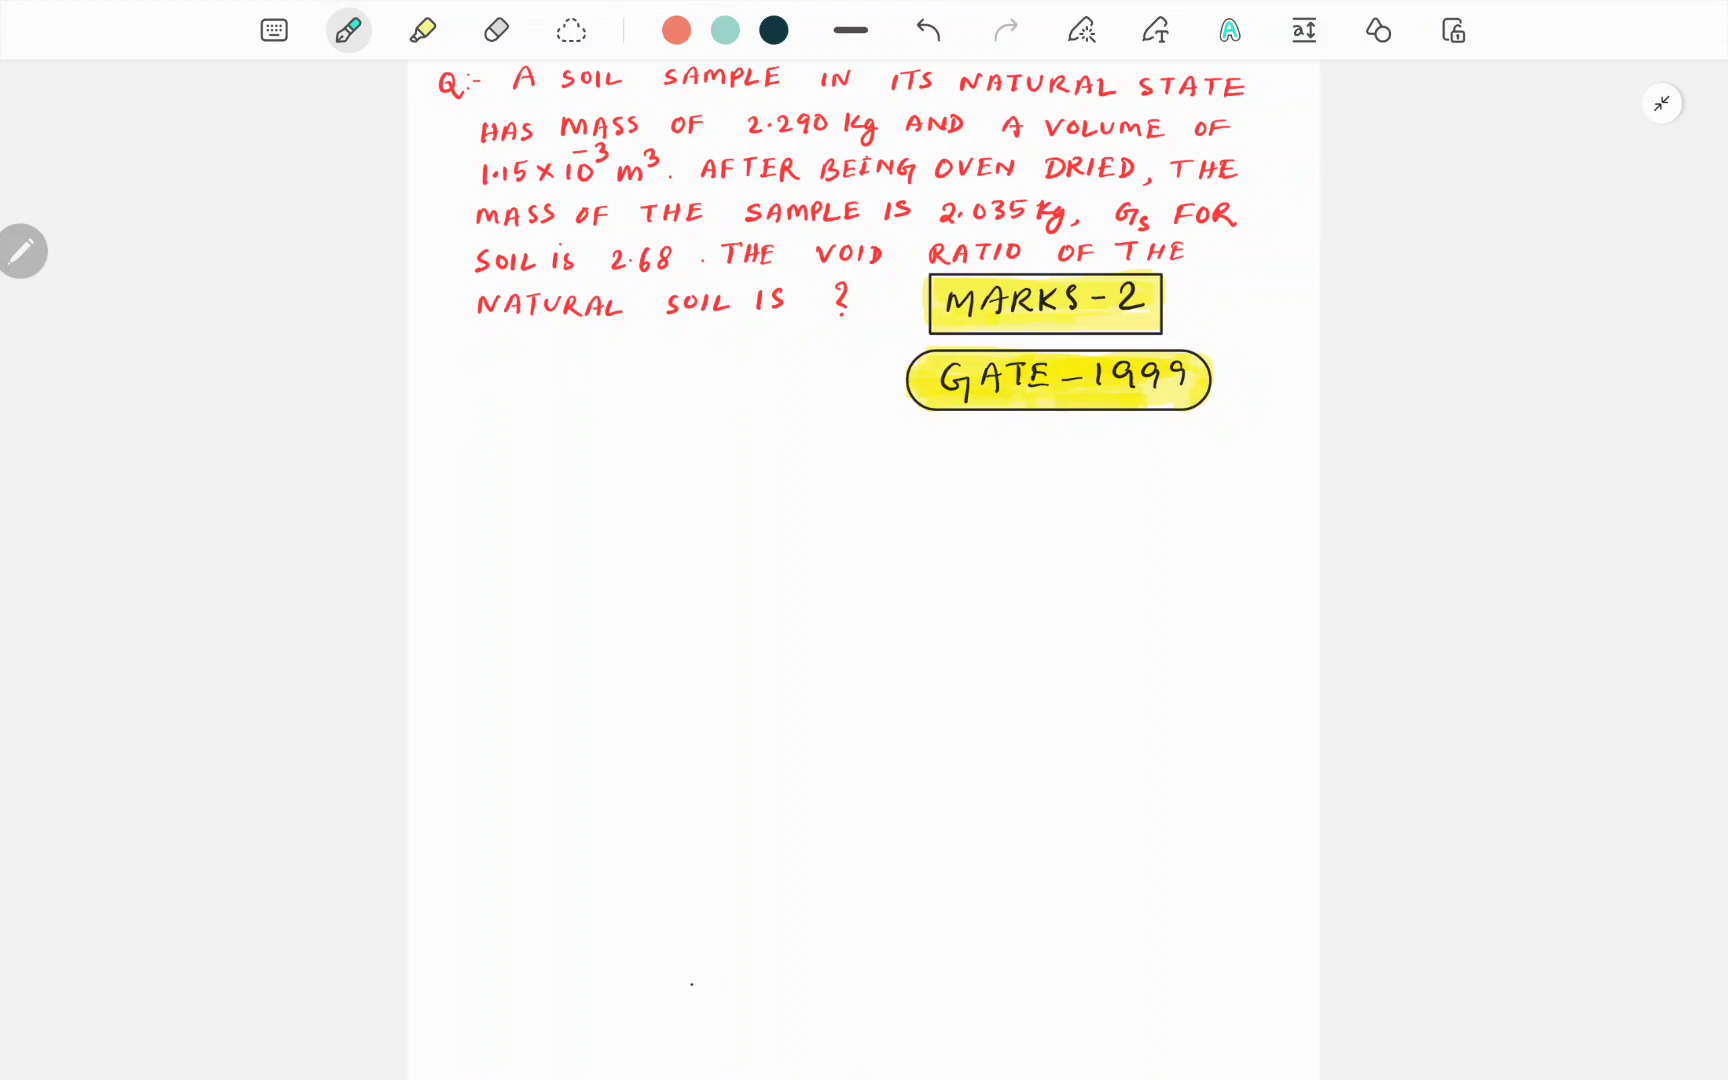 Q:- A SOIL SAMPLE IN ITS NATURAL STATE
HAS MASS OF 2.290 Kg AND A VOLUME OF
1.15 × 10⁻³ m³. AFTER BEING OVEN DRIED, THE
MASS OF THE SAMPLE IS 2.035 Kg, Gs FOR
SOIL is 2.68. THE VOID RATIO OF THE
NATURAL SOIL IS ?
MARKS - 2
GATE - 1999